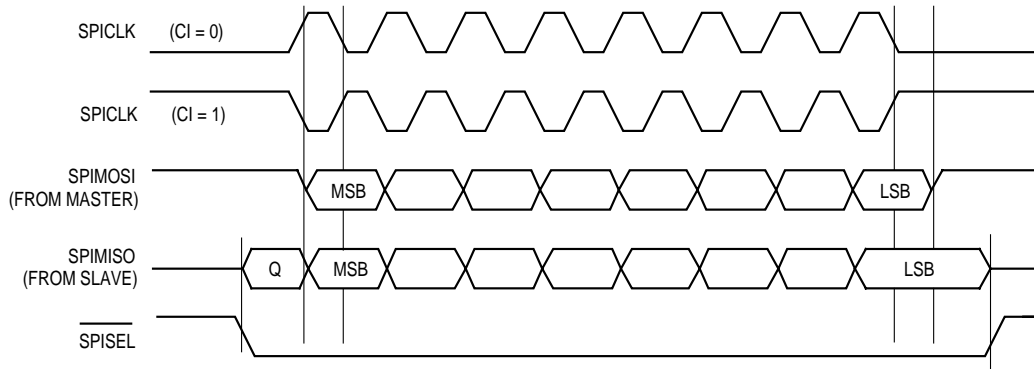 SPICLK (CI = 0)
SPICLK (CI = 1)
SPIMOSI
(FROM MASTER)
MSB LSB
SPIMISO
(FROM SLAVE)
Q MSB LSB
SPISEL